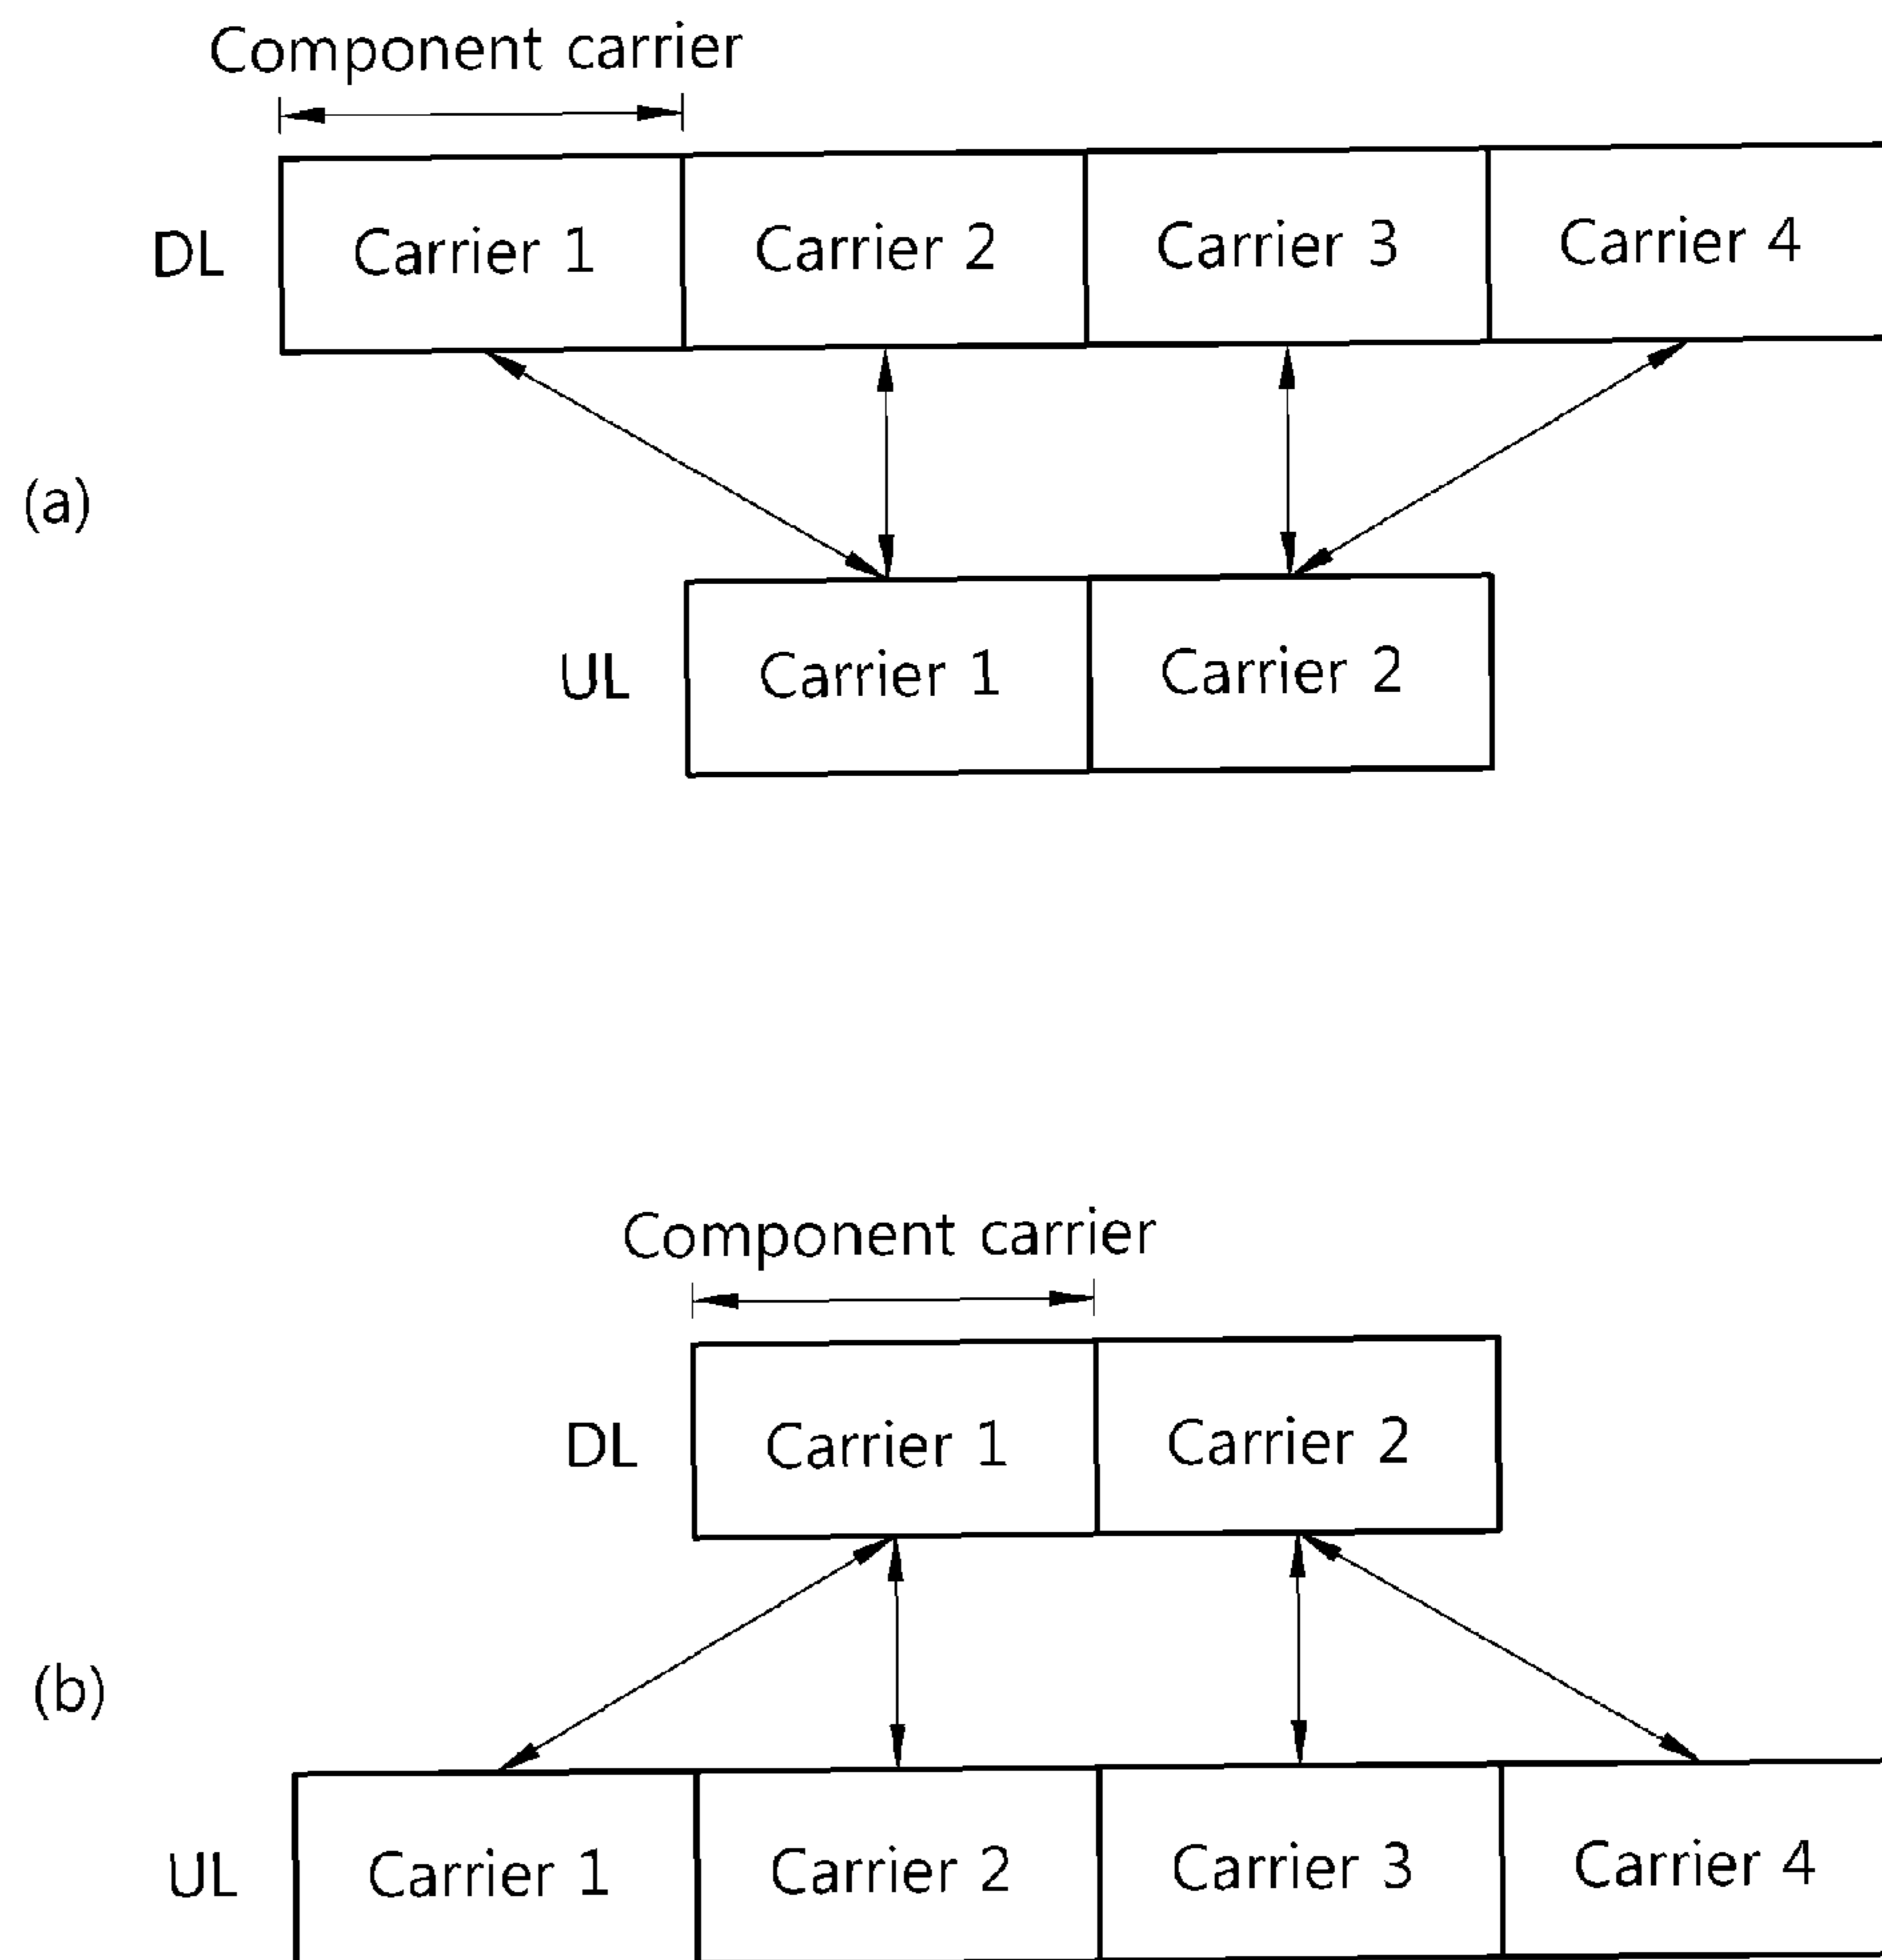 Component carrier
DL Carrier 1 Carrier 2 Carrier 3 Carrier 4
(a)
UL Carrier 1 Carrier 2
Component carrier
DL Carrier 1 Carrier 2
(b)
UL Carrier 1 Carrier 2 Carrier 3 Carrier 4